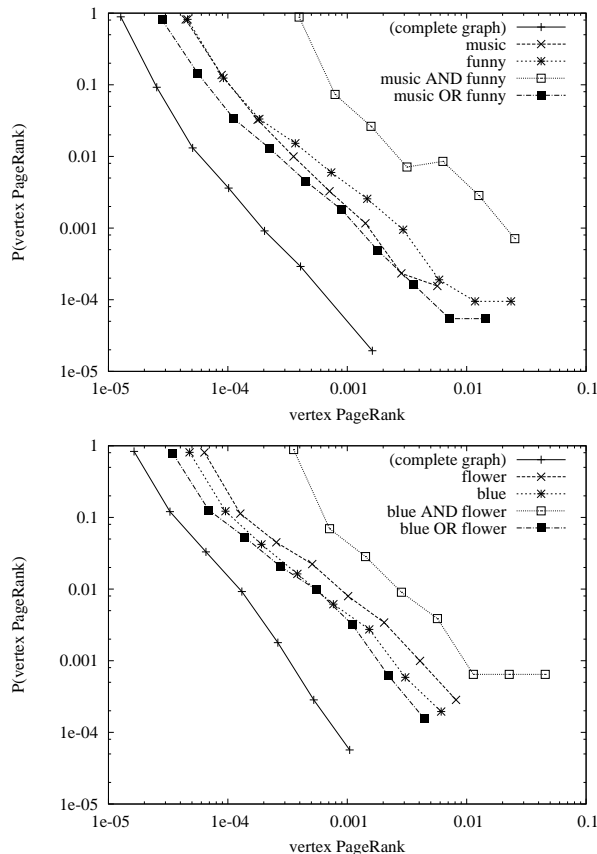 1
0.1
0.01
0.001
1e-04
1e-05
P(vertex PageRank)
(complete graph)
music
funny
music AND funny
music OR funny
1e-05 1e-04 0.001 0.01 0.1
vertex PageRank
1
0.1
0.01
0.001
1e-04
1e-05
P(vertex PageRank)
(complete graph)
flower
blue
blue AND flower
blue OR flower
1e-05 1e-04 0.001 0.01 0.1
vertex PageRank